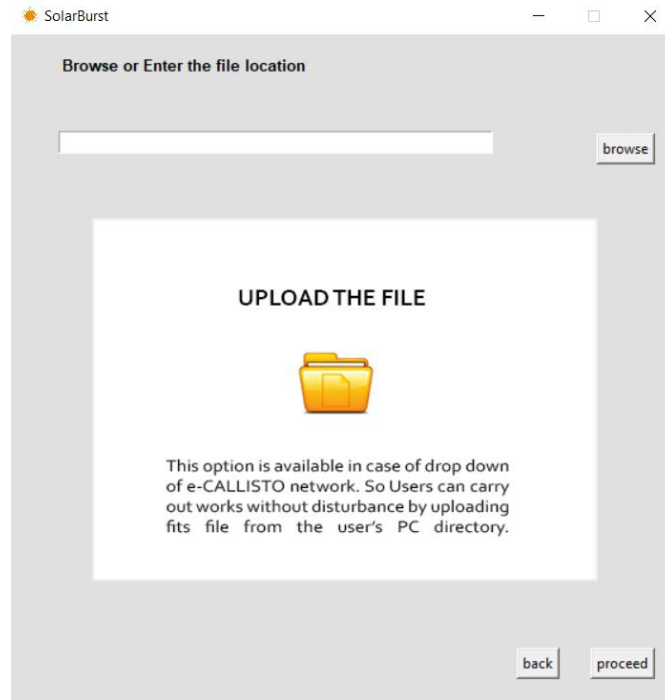 SolarBurst
Browse or Enter the file location
browse
UPLOAD THE FILE
This option is available in case of drop down
of e-CALLISTO network. So Users can carry
out works without disturbance by uploading
fits file from the user's PC directory.
back
proceed